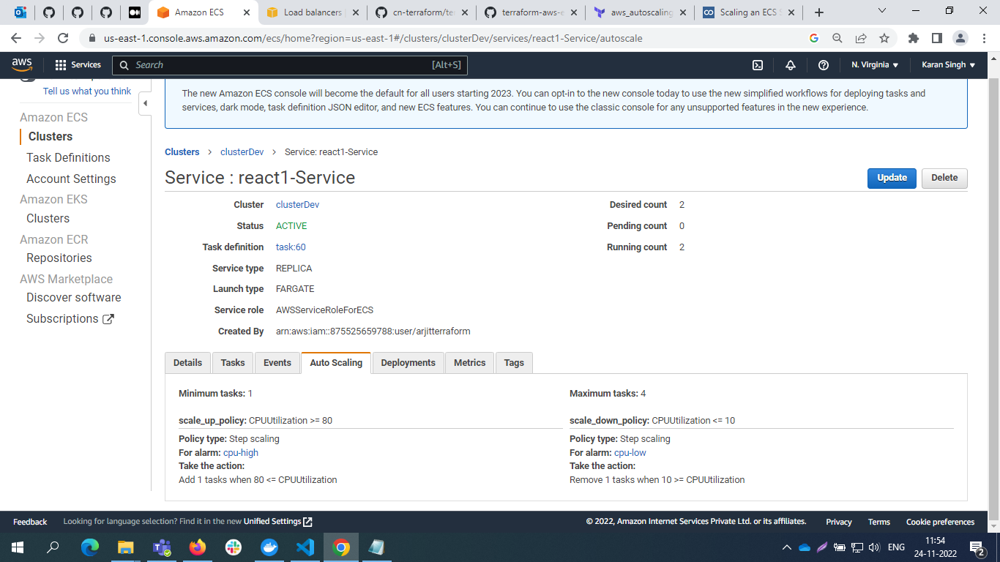 Amazon ECS
Load balancers
cn-terraform/ter
terraform-aws-e
aws_autoscaling
Scaling an ECS S
us-east-1.console.aws.amazon.com/ecs/home?region=us-east-1#/clusters/clusterDev/services/react1-Service/autoscale
aws
Services
Search
[Alt+S]
N. Virginia
Karan Singh
Tell us what you think
Amazon ECS
Clusters
Task Definitions
Account Settings
Amazon EKS
Clusters
Amazon ECR
Repositories
AWS Marketplace
Discover software
Subscriptions
The new Amazon ECS console will become the default for all users starting 2023. You can opt-in to the new console today to use the new simplified workflows for deploying tasks and
services, dark mode, task definition JSON editor, and new ECS features. You can continue to use the classic console for any unsupported features in the new experience.
Clusters > clusterDev > Service: react1-Service
Service : react1-Service
Update
Delete
Cluster clusterDev
Status ACTIVE
Task definition task:60
Service type REPLICA
Launch type FARGATE
Service role AWSServiceRoleForECS
Created By arn:aws:iam::875525659788:user/arjitterraform
Desired count 2
Pending count 0
Running count 2
Details
Tasks
Events
Auto Scaling
Deployments
Metrics
Tags
Minimum tasks: 1
Maximum tasks: 4
scale_up_policy: CPUUtilization >= 80
Policy type: Step scaling
For alarm: cpu-high
Take the action:
Add 1 tasks when 80 <= CPUUtilization
scale_down_policy: CPUUtilization <= 10
Policy type: Step scaling
For alarm: cpu-low
Take the action:
Remove 1 tasks when 10 >= CPUUtilization
Feedback
Looking for language selection? Find it in the new Unified Settings
© 2022, Amazon Internet Services Private Ltd. or its affiliates.
Privacy
Terms
Cookie preferences
ENG
11:54
24-11-2022
2